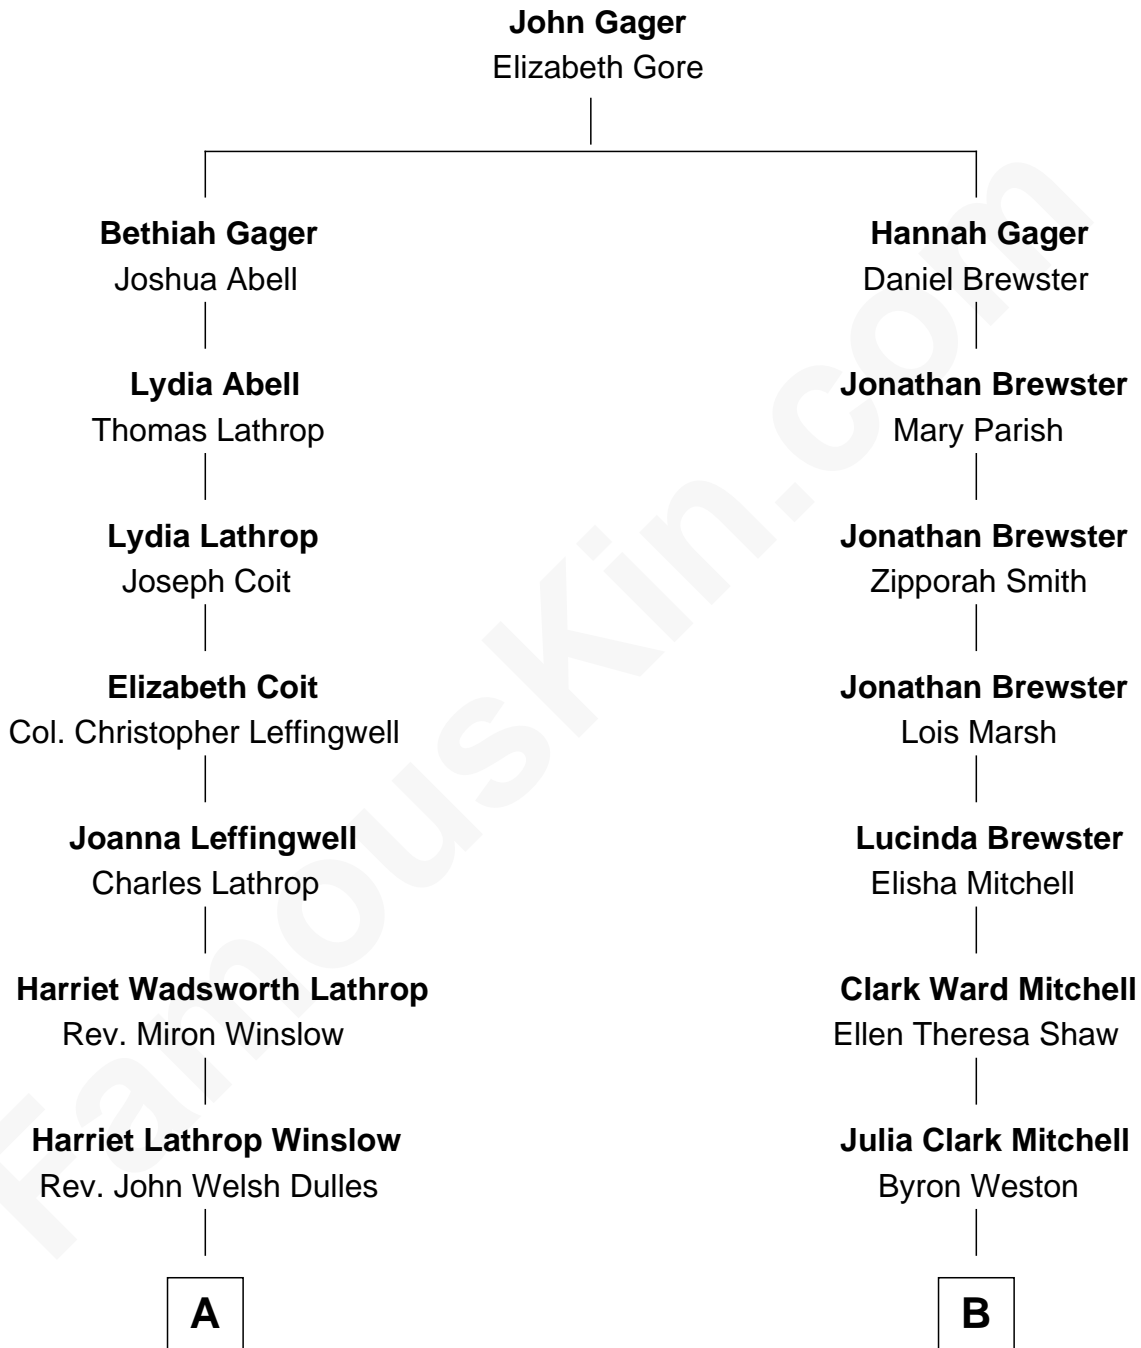 John Gager
Elizabeth Gore
Bethiah Gager
Joshua Abell
Lydia Abell
Thomas Lathrop
Lydia Lathrop
Joseph Coit
Elizabeth Coit
Col. Christopher Leffingwell
Joanna Leffingwell
Charles Lathrop
Harriet Wadsworth Lathrop
Rev. Miron Winslow
Harriet Lathrop Winslow
Rev. John Welsh Dulles
A
Hannah Gager
Daniel Brewster
Jonathan Brewster
Mary Parish
Jonathan Brewster
Zipporah Smith
Jonathan Brewster
Lois Marsh
Lucinda Brewster
Elisha Mitchell
Clark Ward Mitchell
Ellen Theresa Shaw
Julia Clark Mitchell
Byron Weston
B
FamousKin.com